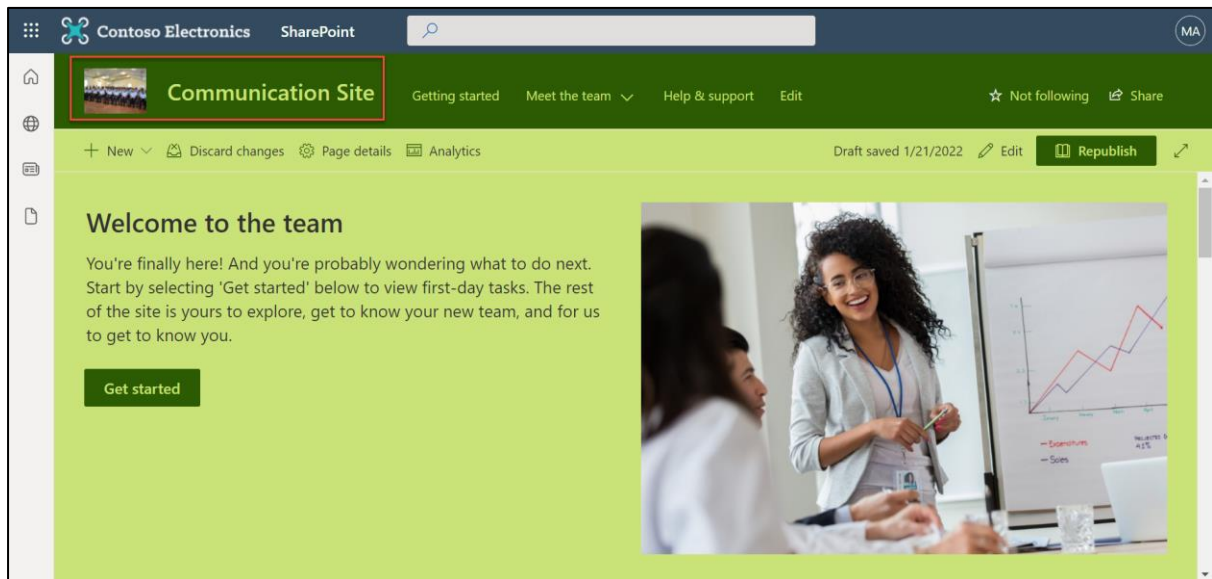 Contoso Electronics SharePoint MA
Communication Site Getting started Meet the team Help & support Edit Not following Share
New Discard changes Page details Analytics Draft saved 1/21/2022 Edit Republish
Welcome to the team
You're finally here! And you're probably wondering what to do next.
Start by selecting 'Get started' below to view first-day tasks. The rest
of the site is yours to explore, get to know your new team, and for us
to get to know you.
Get started
Expenditures
Sales